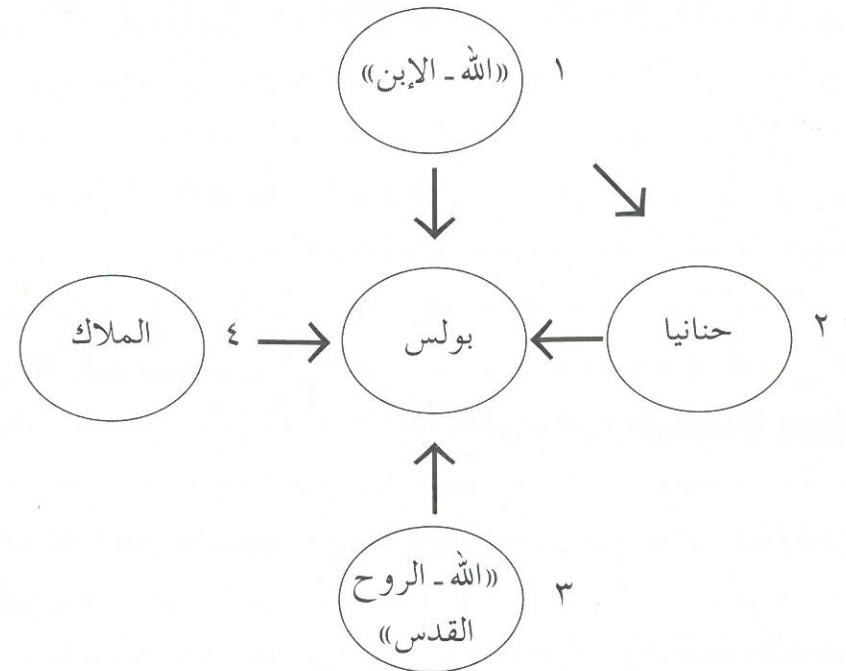 ١ «الله - الإبن»
٢ حنانيا
بولس
٤ الملاك
٣ «الله - الروح
القدس»